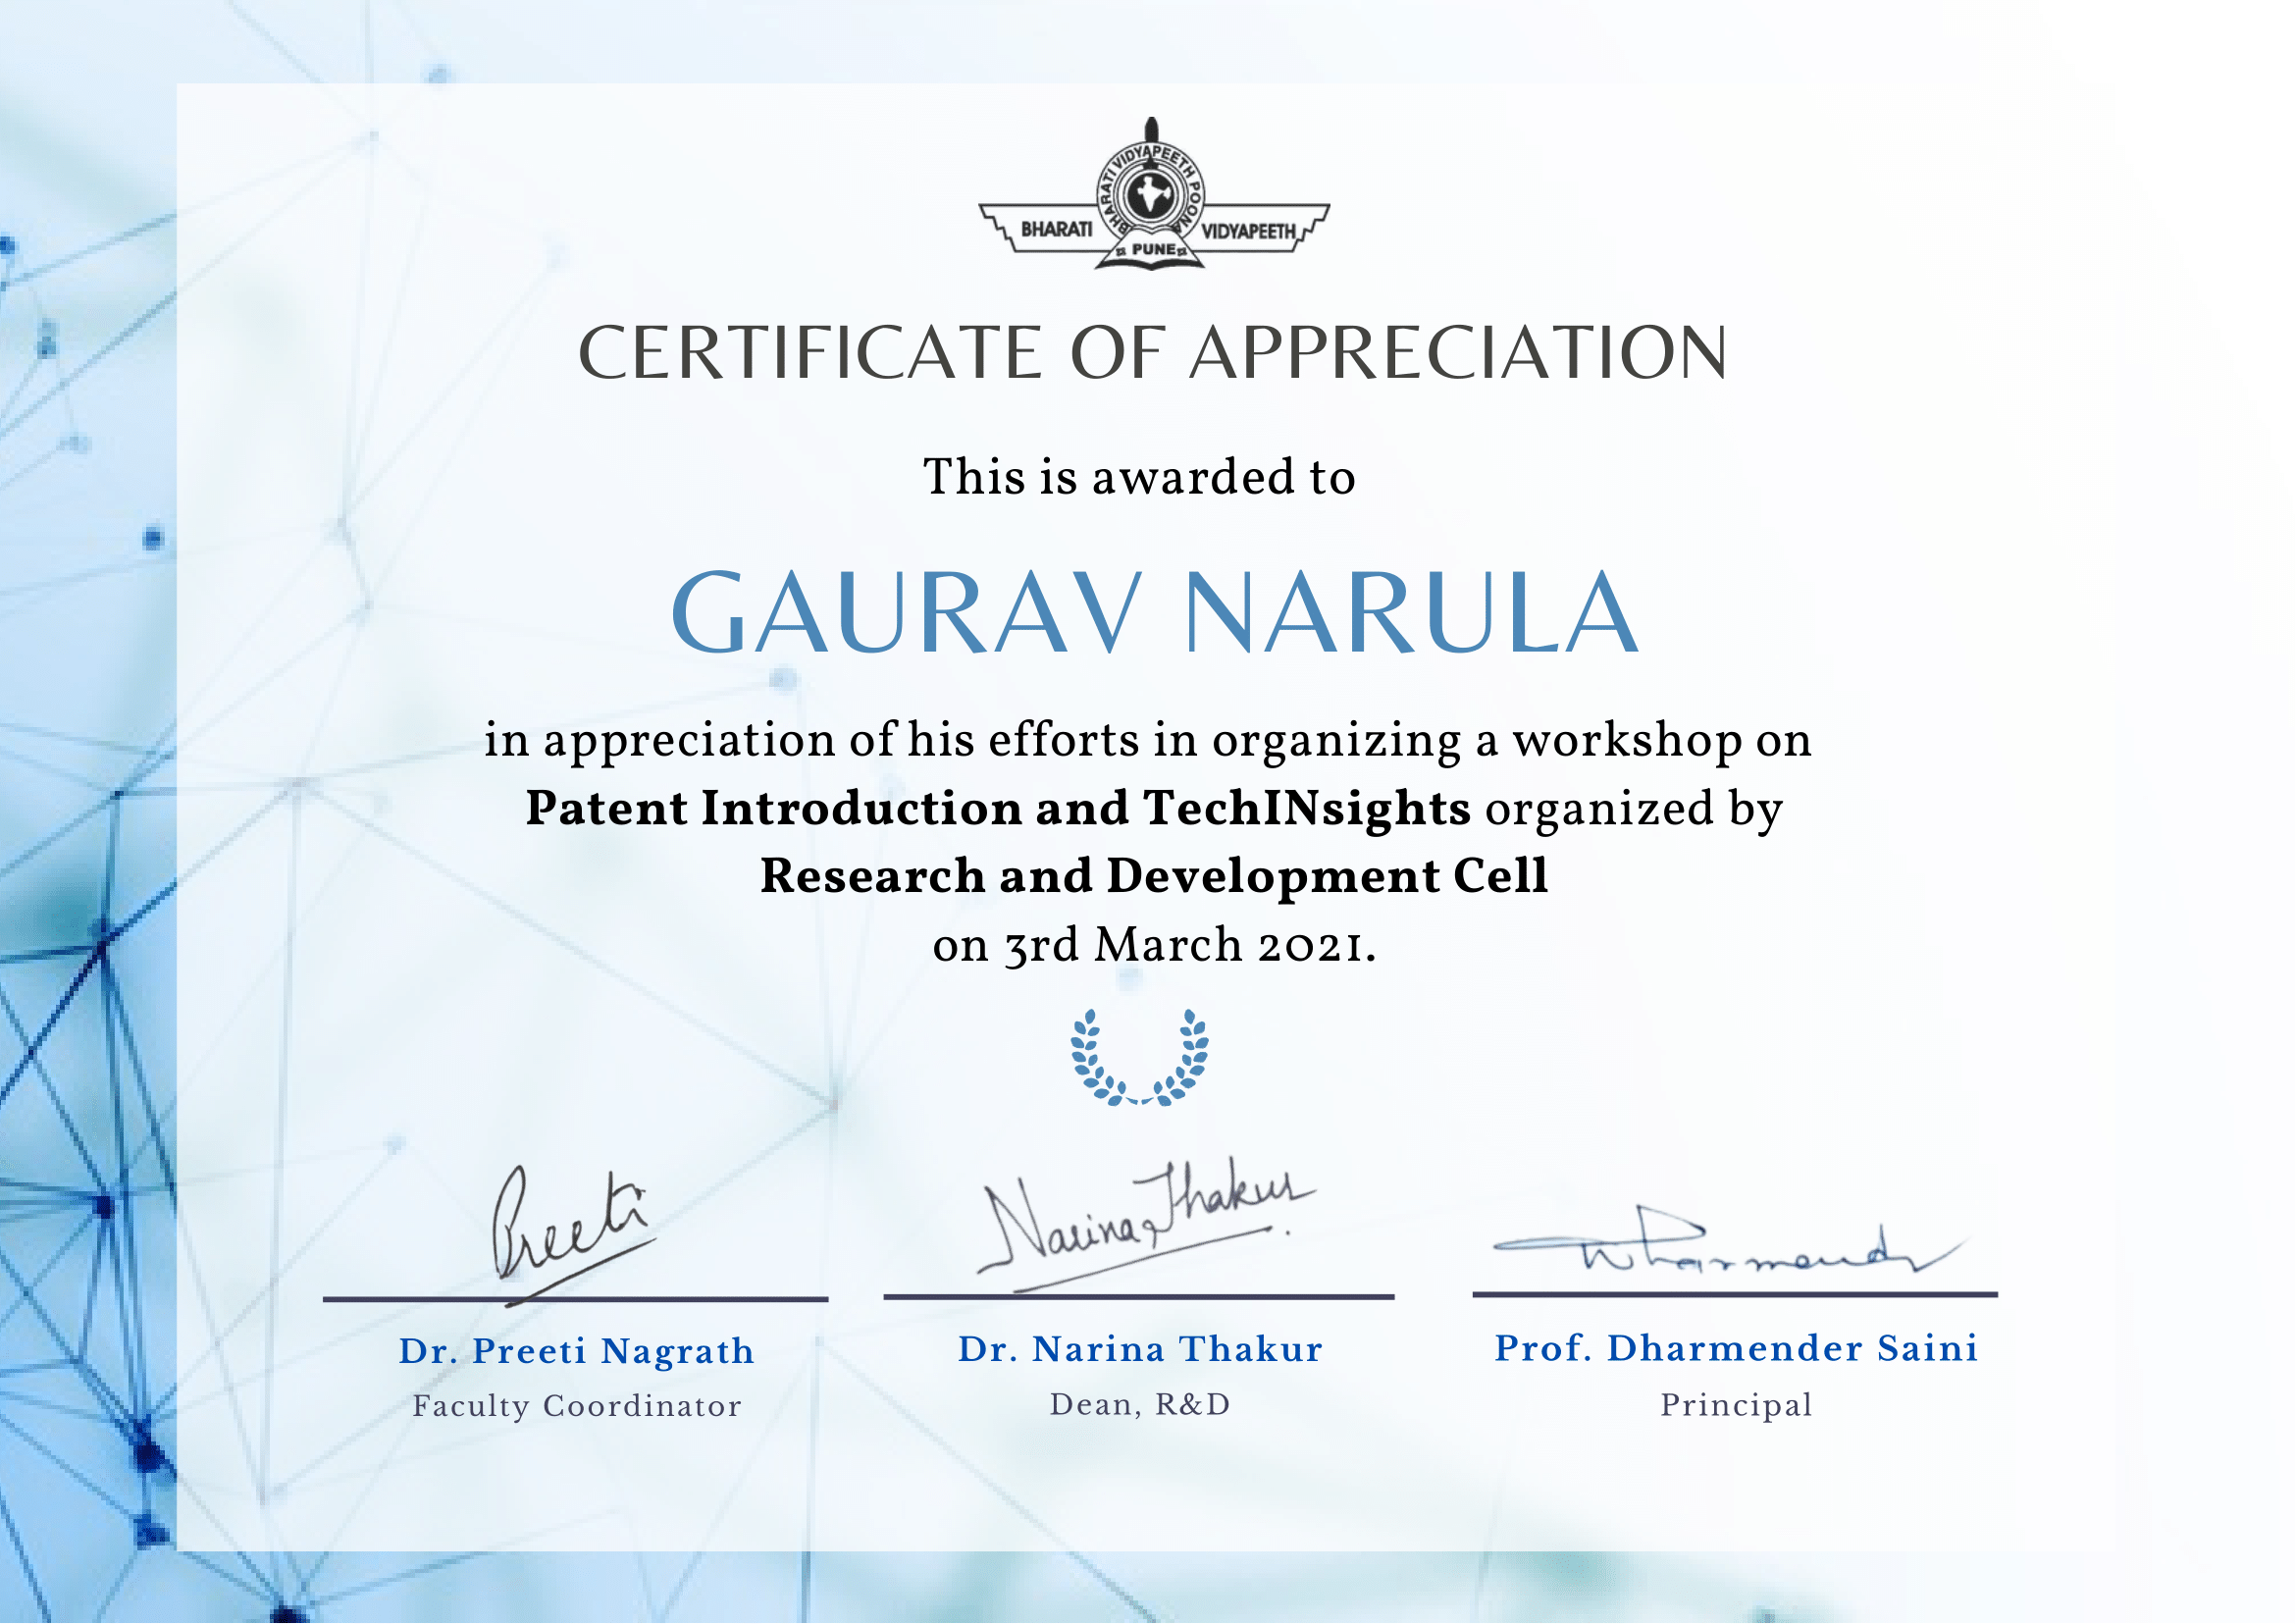 BHARATI VIDYAPEETH POONA
BHARATI VIDYAPEETH
PUNE
CERTIFICATE OF APPRECIATION
This is awarded to
GAURAV NARULA
in appreciation of his efforts in organizing a workshop on
Patent Introduction and TechINsights organized by
Research and Development Cell
on 3rd March 2021.
Preeti
Narina Thakur
Dharmendr
Dr. Preeti Nagrath
Dr. Narina Thakur
Prof. Dharmender Saini
Faculty Coordinator
Dean, R&D
Principal